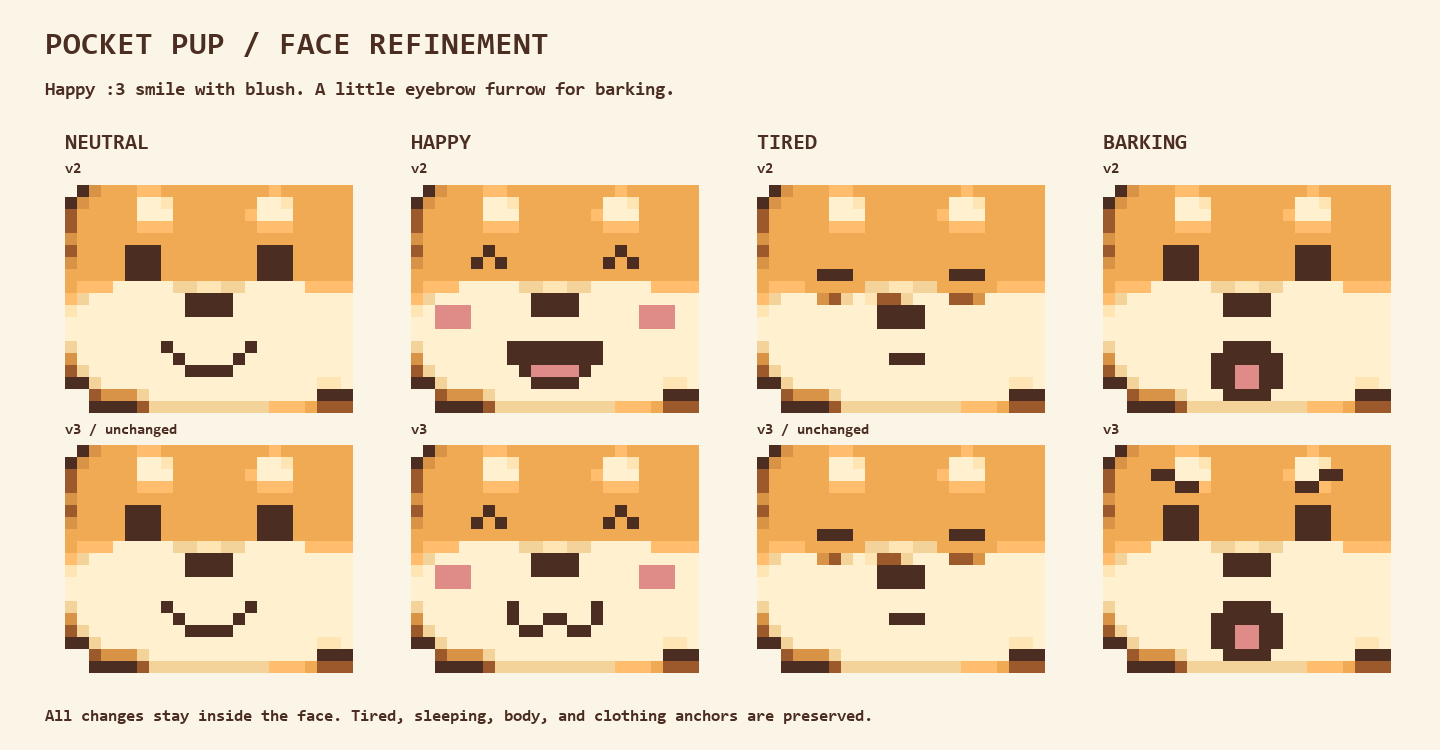 POCKET PUP / FACE REFINEMENT
Happy :3 smile with blush. A little eyebrow furrow for barking.
NEUTRAL
HAPPY
TIRED
BARKING
v2
v2
v2
v2
v3 / unchanged
v3
v3 / unchanged
v3
All changes stay inside the face. Tired, sleeping, body, and clothing anchors are preserved.